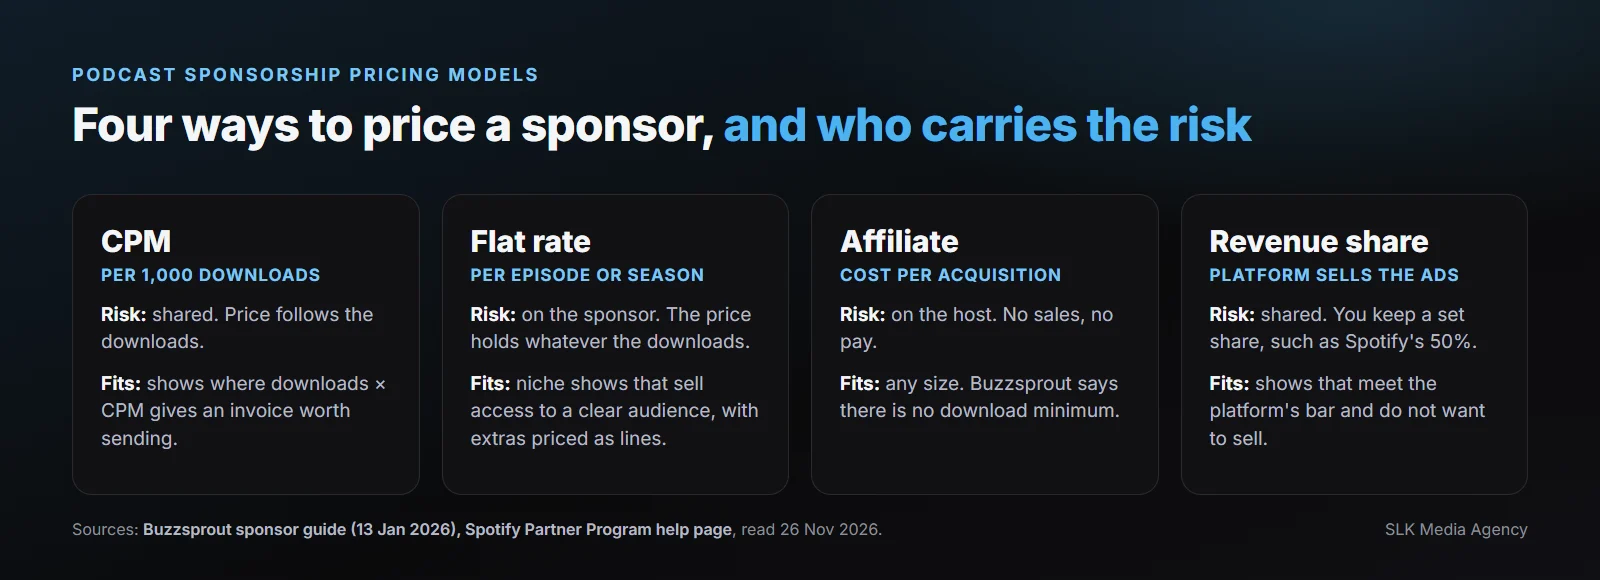 PODCAST SPONSORSHIP PRICING MODELS
Four ways to price a sponsor, and who carries the risk
CPM
PER 1,000 DOWNLOADS
Risk: shared. Price follows the
downloads.
Fits: shows where downloads ×
CPM gives an invoice worth
sending.
Flat rate
PER EPISODE OR SEASON
Risk: on the sponsor. The price
holds whatever the downloads.
Fits: niche shows that sell
access to a clear audience, with
extras priced as lines.
Affiliate
COST PER ACQUISITION
Risk: on the host. No sales, no
pay.
Fits: any size. Buzzsprout says
there is no download minimum.
Revenue share
PLATFORM SELLS THE ADS
Risk: shared. You keep a set
share, such as Spotify's 50%.
Fits: shows that meet the
platform's bar and do not want
to sell.
Sources: Buzzsprout sponsor guide (13 Jan 2026), Spotify Partner Program help page, read 26 Nov 2026.
SLK Media Agency